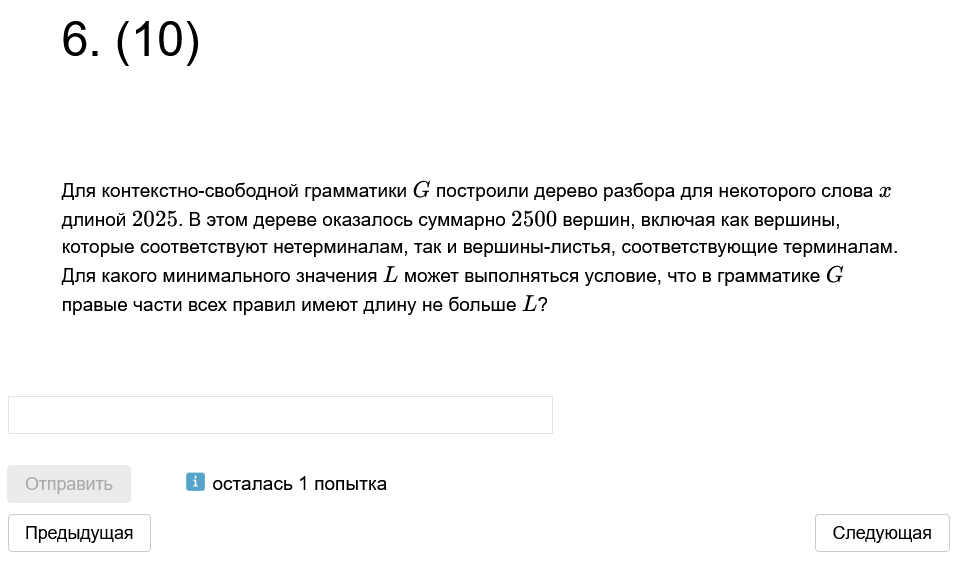 6. (10)
Для контекстно-свободной грамматики G построили дерево разбора для некоторого слова x
длиной 2025. В этом дереве оказалось суммарно 2500 вершин, включая как вершины,
которые соответствуют нетерминалам, так и вершины-листья, соответствующие терминалам.
Для какого минимального значения L может выполняться условие, что в грамматике G
правые части всех правил имеют длину не больше L?
Отправить
i осталась 1 попытка
Предыдущая
Следующая